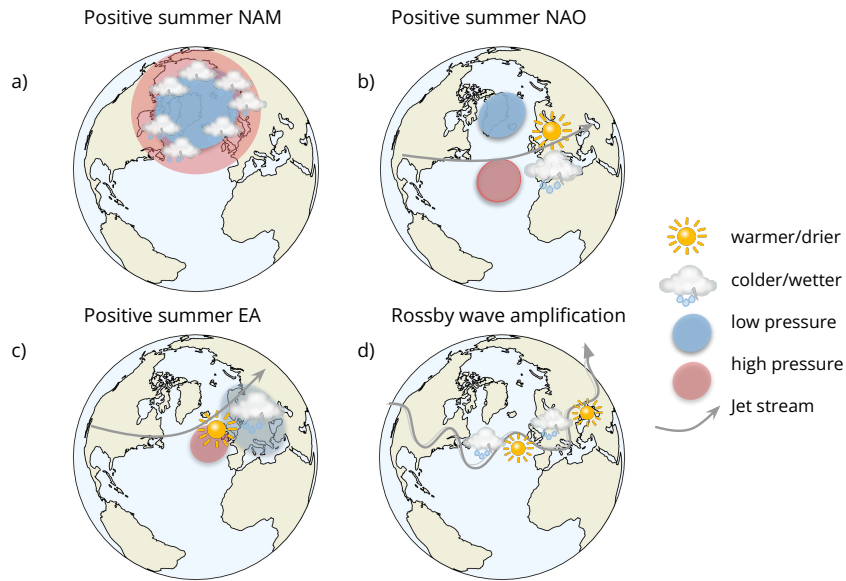 Positive summer NAM
Positive summer NAO
a)
b)
warmer/drier
colder/wetter
low pressure
high pressure
Jet stream
Positive summer EA
Rossby wave amplification
c)
d)